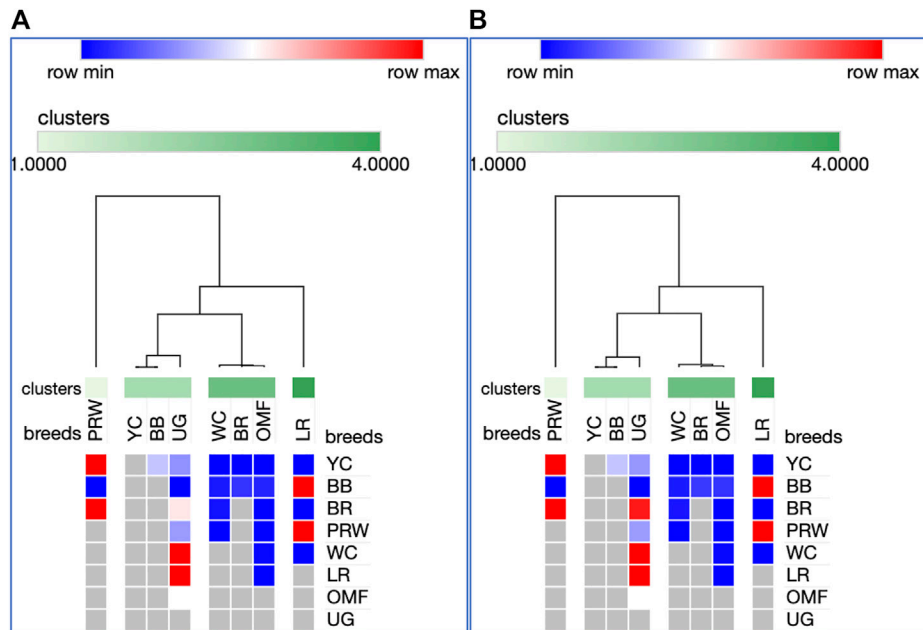 A
row min row max
clusters
1.0000 4.0000
clusters
breeds PRW YC BB UG WC BR OMF LR breeds
YC
BB
BR
PRW
WC
LR
OMF
UG
B
row min row max
clusters
1.0000 4.0000
clusters
breeds PRW YC BB UG WC BR OMF LR breeds
YC
BB
BR
PRW
WC
LR
OMF
UG